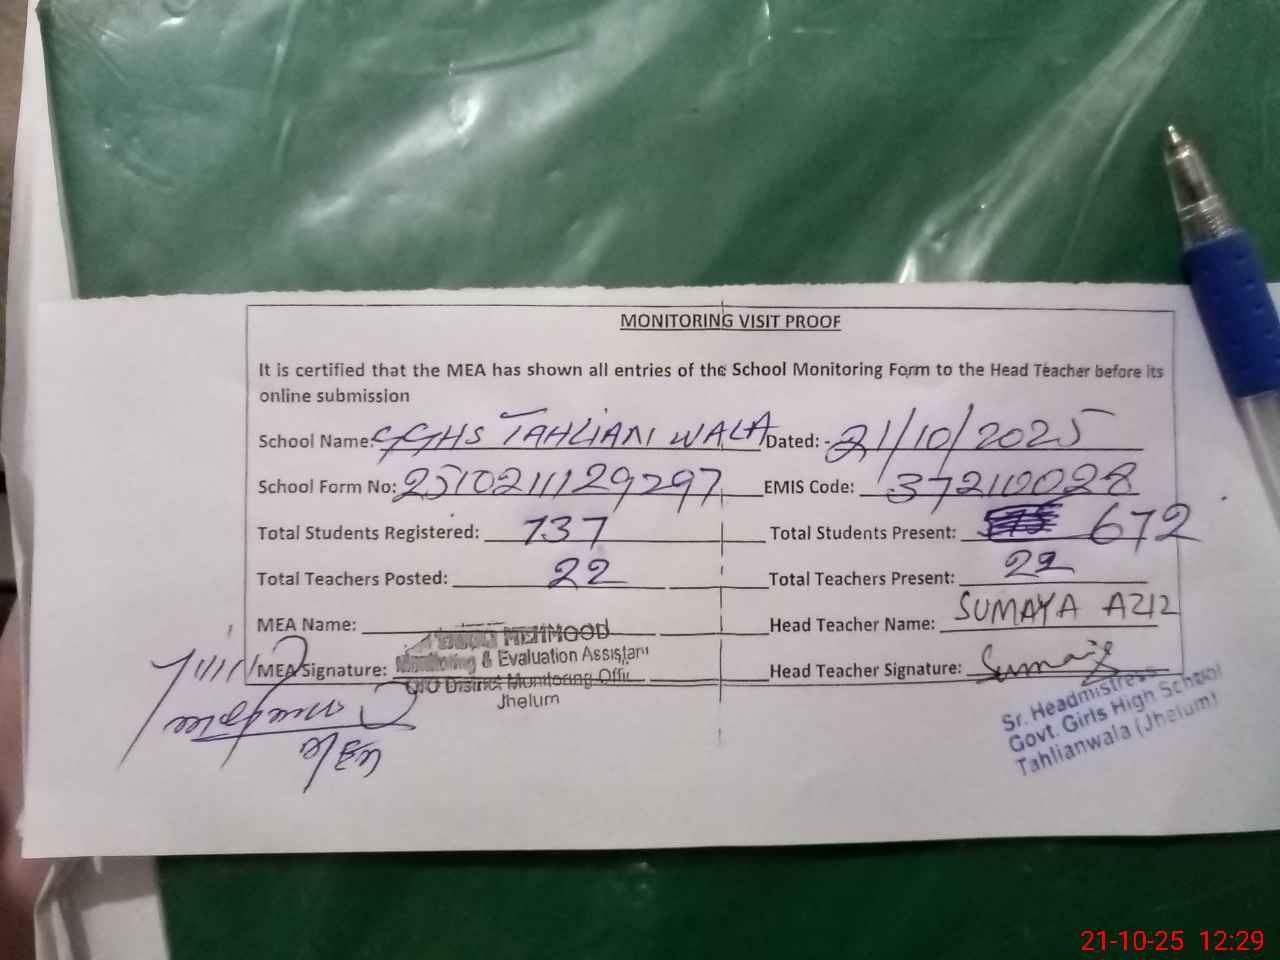 MONITORING VISIT PROOF
It is certified that the MEA has shown all entries of the School Monitoring Form to the Head Teacher before its
online submission
School Name: GGHS TAHLIANWALA Dated:- 21/10/2025
School Form No: 2510211129297 EMIS Code: 37210028
Total Students Registered: 737 Total Students Present: 672
Total Teachers Posted: 22 Total Teachers Present: 22
MEA Name: Head Teacher Name: SUMAYA AZIZ
MEHMOOD
Monitoring & Evaluation Assistant
MEA Signature: Head Teacher Signature: Sumaiya
O/O District Monitoring Offic
Jhelum
Sr. Headmistress
Govt. Girls High School
Tahlianwala (Jhelum)
21-10-25 12:29